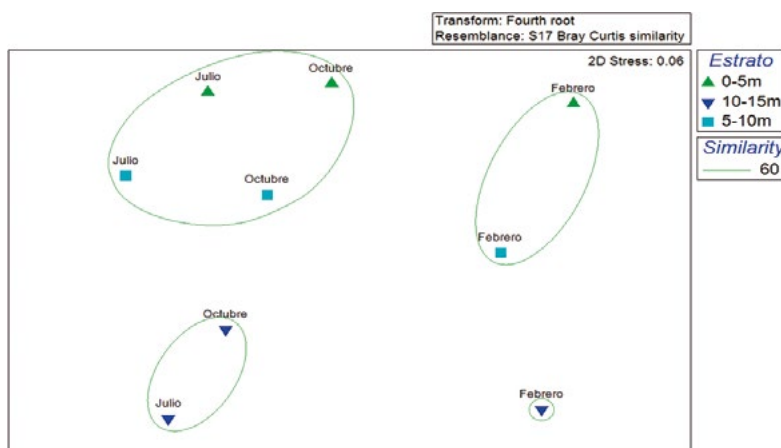 Transform: Fourth root
Resemblance: S17 Bray Curtis similarity
2D Stress: 0.06
Estrato
0-5m
10-15m
5-10m
Similarity
60
Julio
Octubre
Febrero
Julio
Octubre
Febrero
Octubre
Julio
Febrero